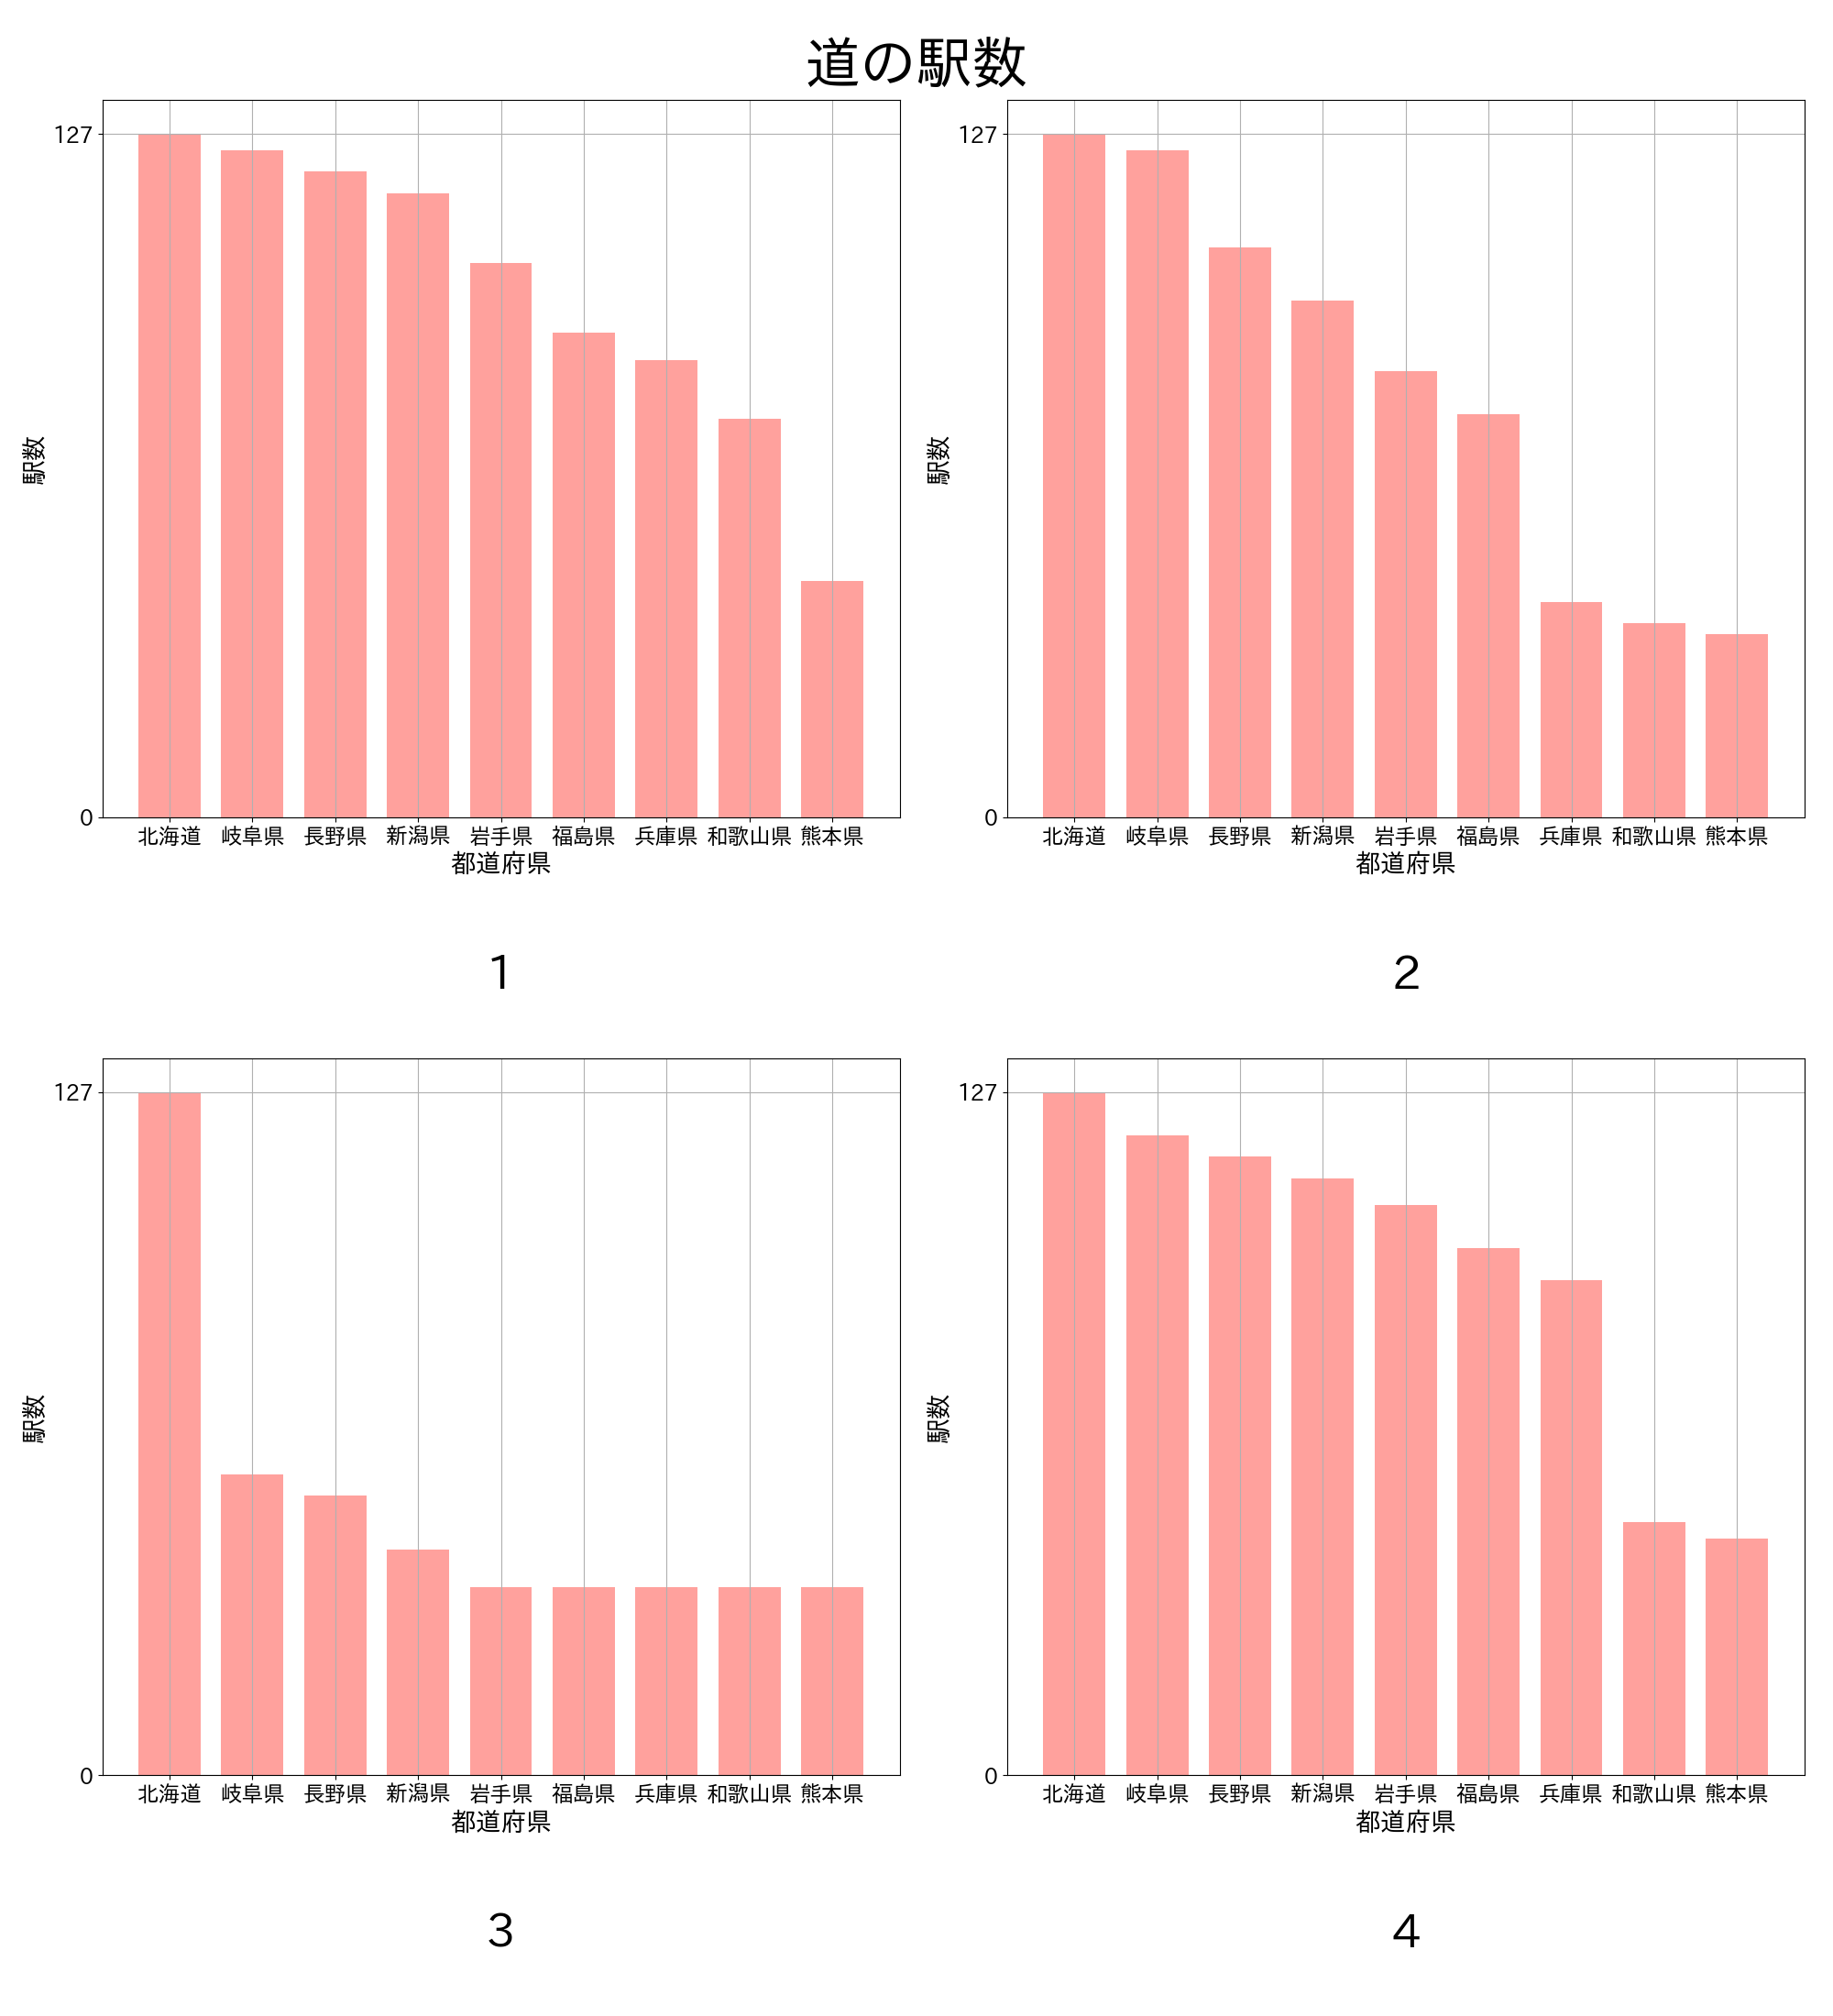 道の駅数
127
0
駅数
北海道 岐阜県 長野県 新潟県 岩手県 福島県 兵庫県 和歌山県 熊本県
都道府県
1
127
0
駅数
北海道 岐阜県 長野県 新潟県 岩手県 福島県 兵庫県 和歌山県 熊本県
都道府県
2
127
0
駅数
北海道 岐阜県 長野県 新潟県 岩手県 福島県 兵庫県 和歌山県 熊本県
都道府県
3
127
0
駅数
北海道 岐阜県 長野県 新潟県 岩手県 福島県 兵庫県 和歌山県 熊本県
都道府県
4